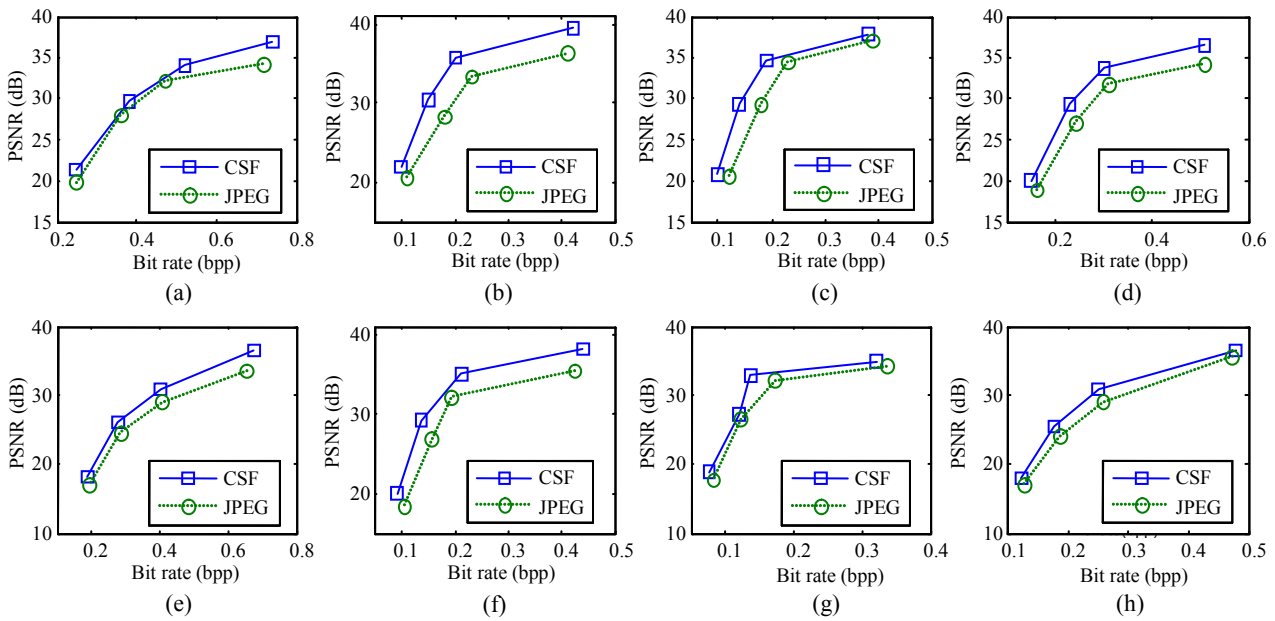 40
35
30
25
20
15
PSNR (dB)
0.2
0.4
0.6
0.8
Bit rate (bpp)
CSF
JPEG
(a)
40
30
20
PSNR (dB)
0.1
0.2
0.3
0.4
0.5
Bit rate (bpp)
CSF
JPEG
(b)
40
35
30
25
20
15
PSNR (dB)
0.1
0.2
0.3
0.4
0.5
Bit rate (bpp)
CSF
JPEG
(c)
40
35
30
25
20
15
PSNR (dB)
0.2
0.4
0.6
Bit rate (bpp)
CSF
JPEG
(d)
40
30
20
10
PSNR (dB)
0.2
0.4
0.6
0.8
Bit rate (bpp)
CSF
JPEG
(e)
40
30
20
PSNR (dB)
0.1
0.2
0.3
0.4
0.5
Bit rate (bpp)
CSF
JPEG
(f)
40
30
20
10
PSNR (dB)
0.1
0.2
0.3
0.4
Bit rate (bpp)
CSF
JPEG
(g)
40
30
20
10
PSNR (dB)
0.1
0.2
0.3
0.4
0.5
Bit rate (bpp)
CSF
JPEG
(h)